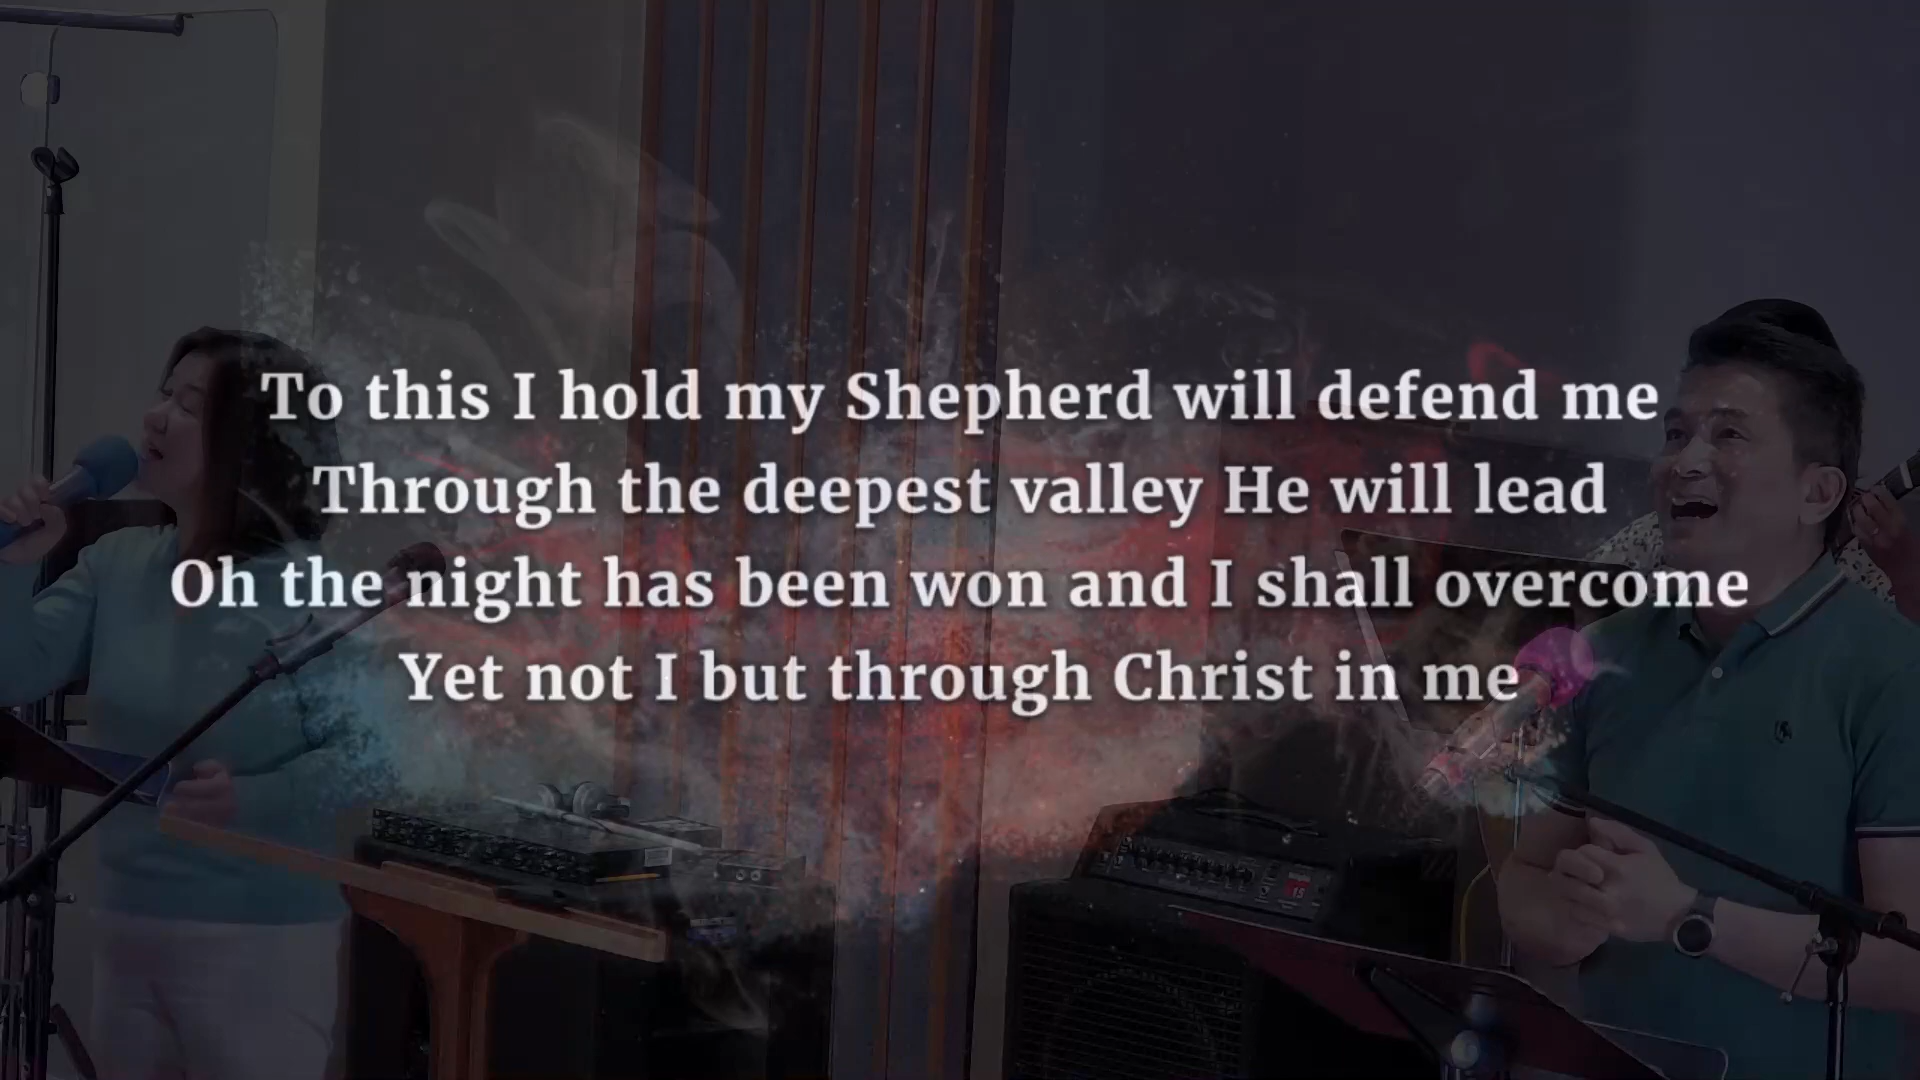 To this I hold my Shepherd will defend me
Through the deepest valley He will lead
Oh the night has been won and I shall overcome
Yet not I but through Christ in me
15